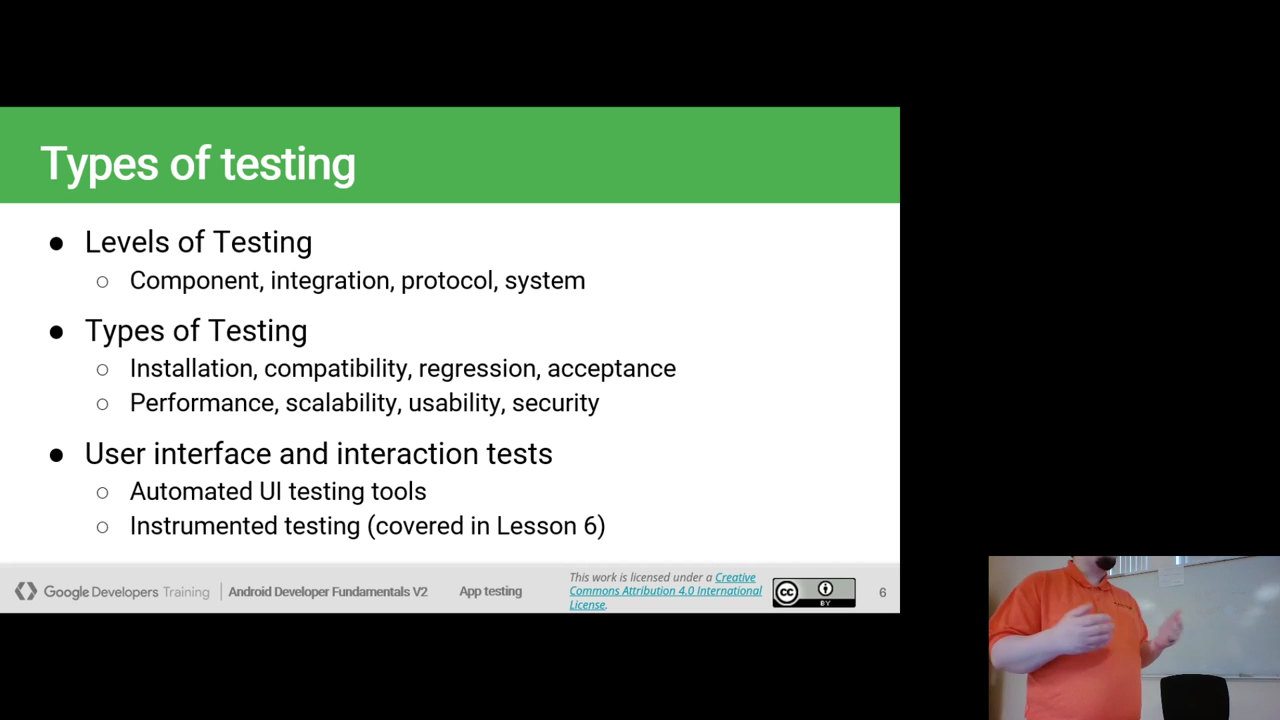 Types of testing
● Levels of Testing
○ Component, integration, protocol, system
● Types of Testing
○ Installation, compatibility, regression, acceptance
○ Performance, scalability, usability, security
● User interface and interaction tests
○ Automated UI testing tools
○ Instrumented testing (covered in Lesson 6)
Google Developers Training
Android Developer Fundamentals V2
App testing
This work is licensed under a Creative
Commons Attribution 4.0 International
License.
cc
BY
6